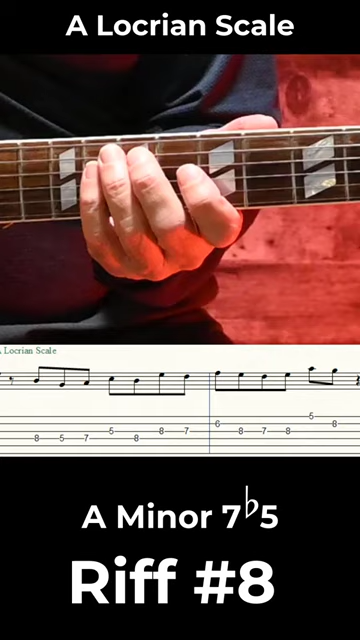 A Locrian Scale
Locrian Scale
8 5 7 5 8 8 7 6 8 7 8 5 8
A Minor 7♭5
Riff #8